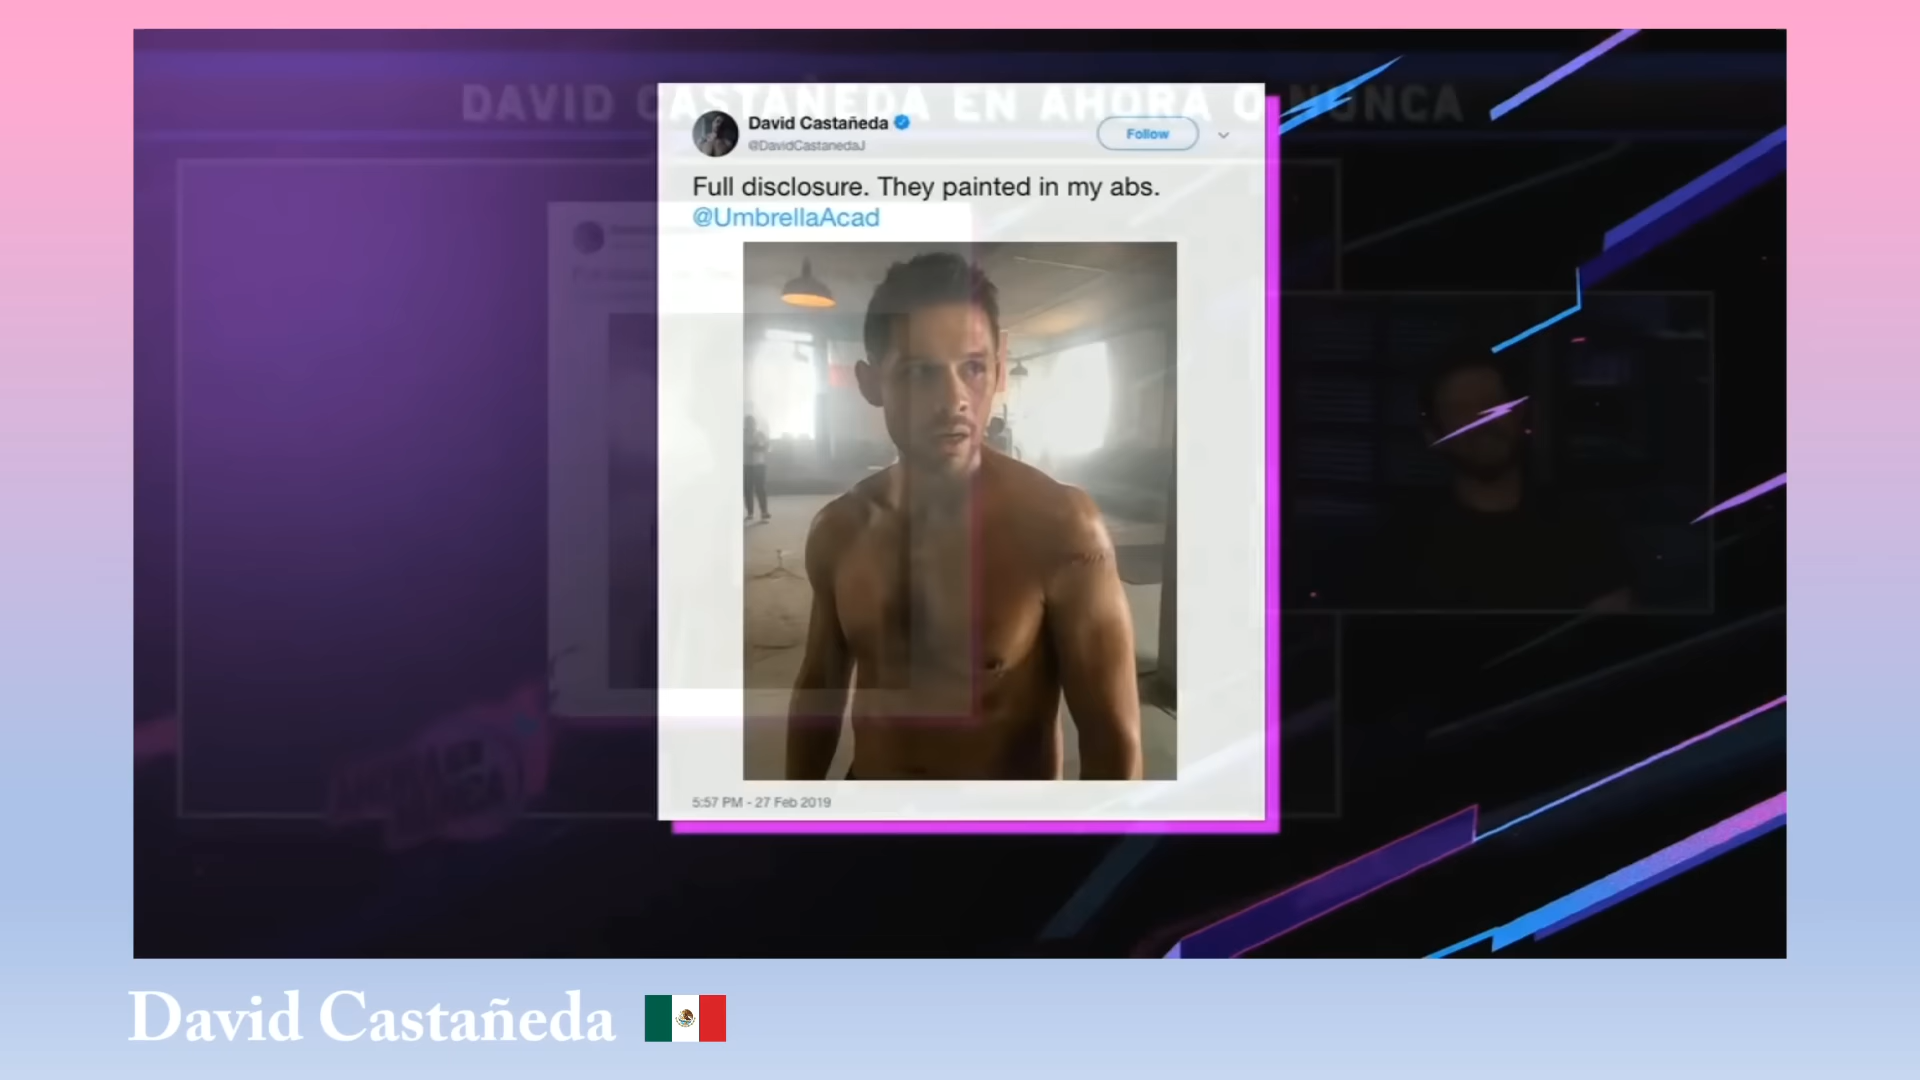 DAVID CASTAÑEDA EN AHORA O NUNCA
David Castañeda
@DavidCastanedaJ
Follow
Full disclosure. They painted in my abs.
@UmbrellaAcad
5:57 PM - 27 Feb 2019
David Castañeda